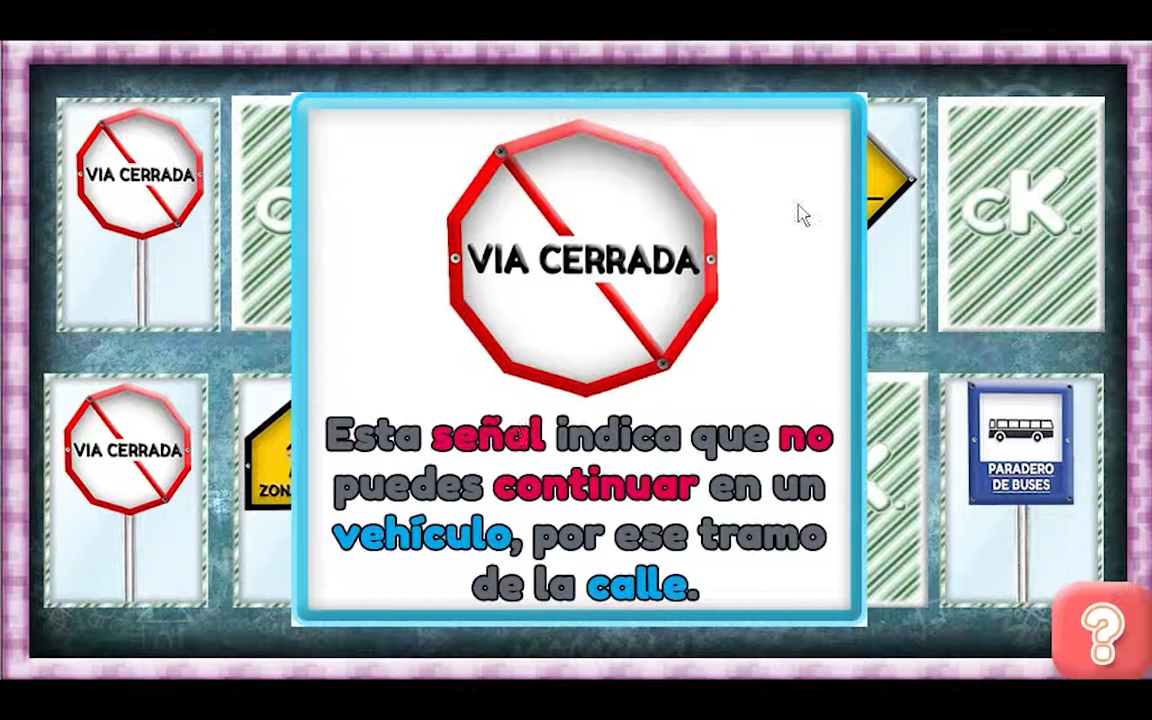 VIA CERRADA
CK.
VIA CERRADA
Esta señal indica que no
puedes continuar en un
vehículo, por ese tramo
de la calle.
VIA CERRADA
PARADERO
DE BUSES
?